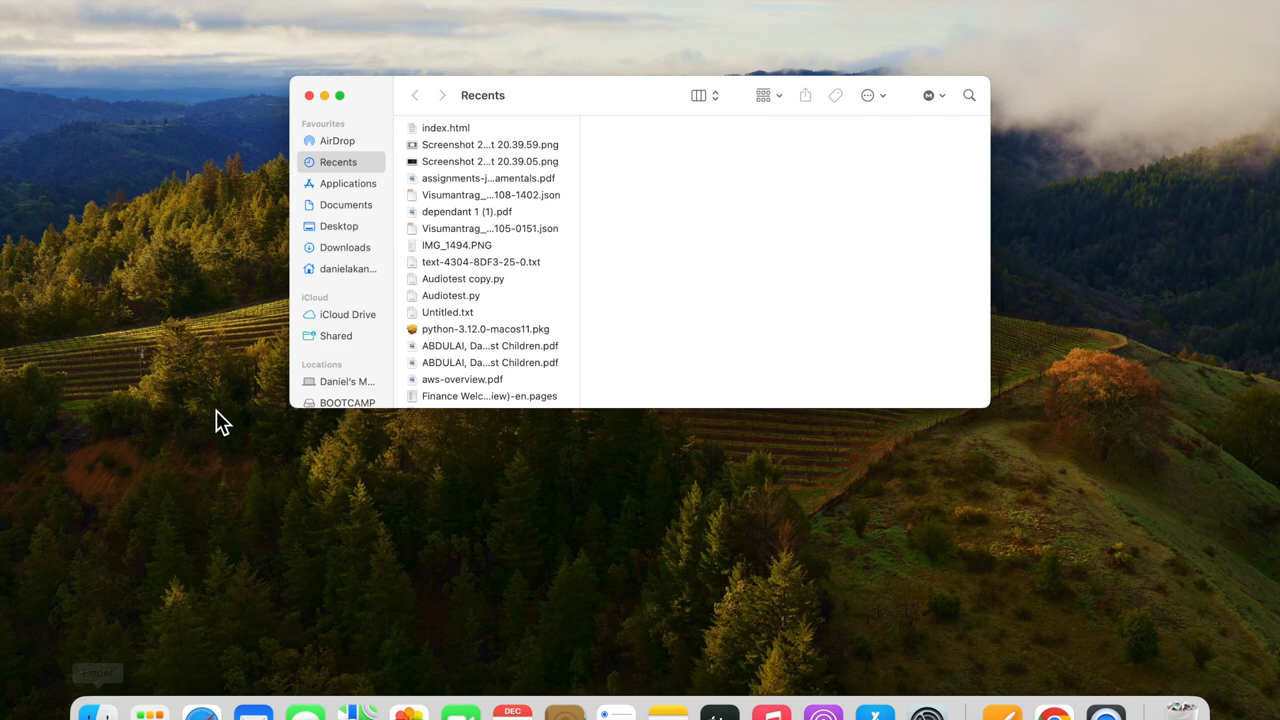 Recents
Favourites
AirDrop
Recents
Applications
Documents
Desktop
Downloads
danielakan...
iCloud
iCloud Drive
Shared
Locations
Daniel's M...
BOOTCAMP
index.html
Screenshot 2...t 20.39.59.png
Screenshot 2...t 20.39.05.png
assignments-j...amentals.pdf
Visumantrag_...108-1402.json
dependant 1 (1).pdf
Visumantrag_...105-0151.json
IMG_1494.PNG
text-4304-8DF3-25-0.txt
Audiotest copy.py
Audiotest.py
Untitled.txt
python-3.12.0-macos11.pkg
ABDULAI, Da...st Children.pdf
ABDULAI, Da...st Children.pdf
aws-overview.pdf
Finance Welc...iew)-en.pages
DEC